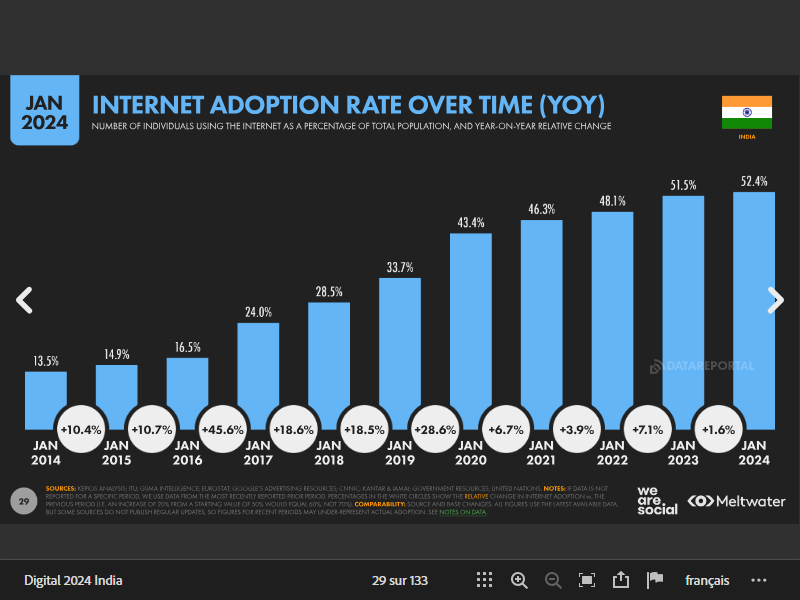 JAN
2024
INTERNET ADOPTION RATE OVER TIME (YOY)
NUMBER OF INDIVIDUALS USING THE INTERNET AS A PERCENTAGE OF TOTAL POPULATION, AND YEAR-ON-YEAR RELATIVE CHANGE
INDIA
13.5% 14.9% 16.5% 24.0% 28.5% 33.7% 43.4% 46.3% 48.1% 51.5% 52.4%
DATAREPORTAL
+10.4% +10.7% +45.6% +18.6% +18.5% +28.6% +6.7% +3.9% +7.1% +1.6%
JAN JAN JAN JAN JAN JAN JAN JAN JAN JAN JAN
2014 2015 2016 2017 2018 2019 2020 2021 2022 2023 2024
29
SOURCES: KEPIOS ANALYSIS; ITU; GSMA INTELLIGENCE; EUROSTAT; GOOGLE'S ADVERTISING RESOURCES; CNNIC; KANTAR & IAMAI; GOVERNMENT RESOURCES; UNITED NATIONS. NOTES: IF DATA IS NOT
REPORTED FOR A SPECIFIC PERIOD, WE USE DATA FROM THE MOST RECENTLY REPORTED PRIOR PERIOD. PERCENTAGES IN THE WHITE CIRCLES SHOW THE RELATIVE CHANGE IN INTERNET ADOPTION vs. THE
PREVIOUS PERIOD (I.E. AN INCREASE OF 20% FROM A STARTING VALUE OF 50% WOULD EQUAL 60%, NOT 70%). COMPARABILITY: SOURCE AND BASE CHANGES. ALL FIGURES USE THE LATEST AVAILABLE DATA,
BUT SOME SOURCES DO NOT PUBLISH REGULAR UPDATES, SO FIGURES FOR RECENT PERIODS MAY UNDER-REPRESENT ACTUAL ADOPTION. SEE NOTES ON DATA.
we
are.
social
Meltwater
Digital 2024 India
29 sur 133
français